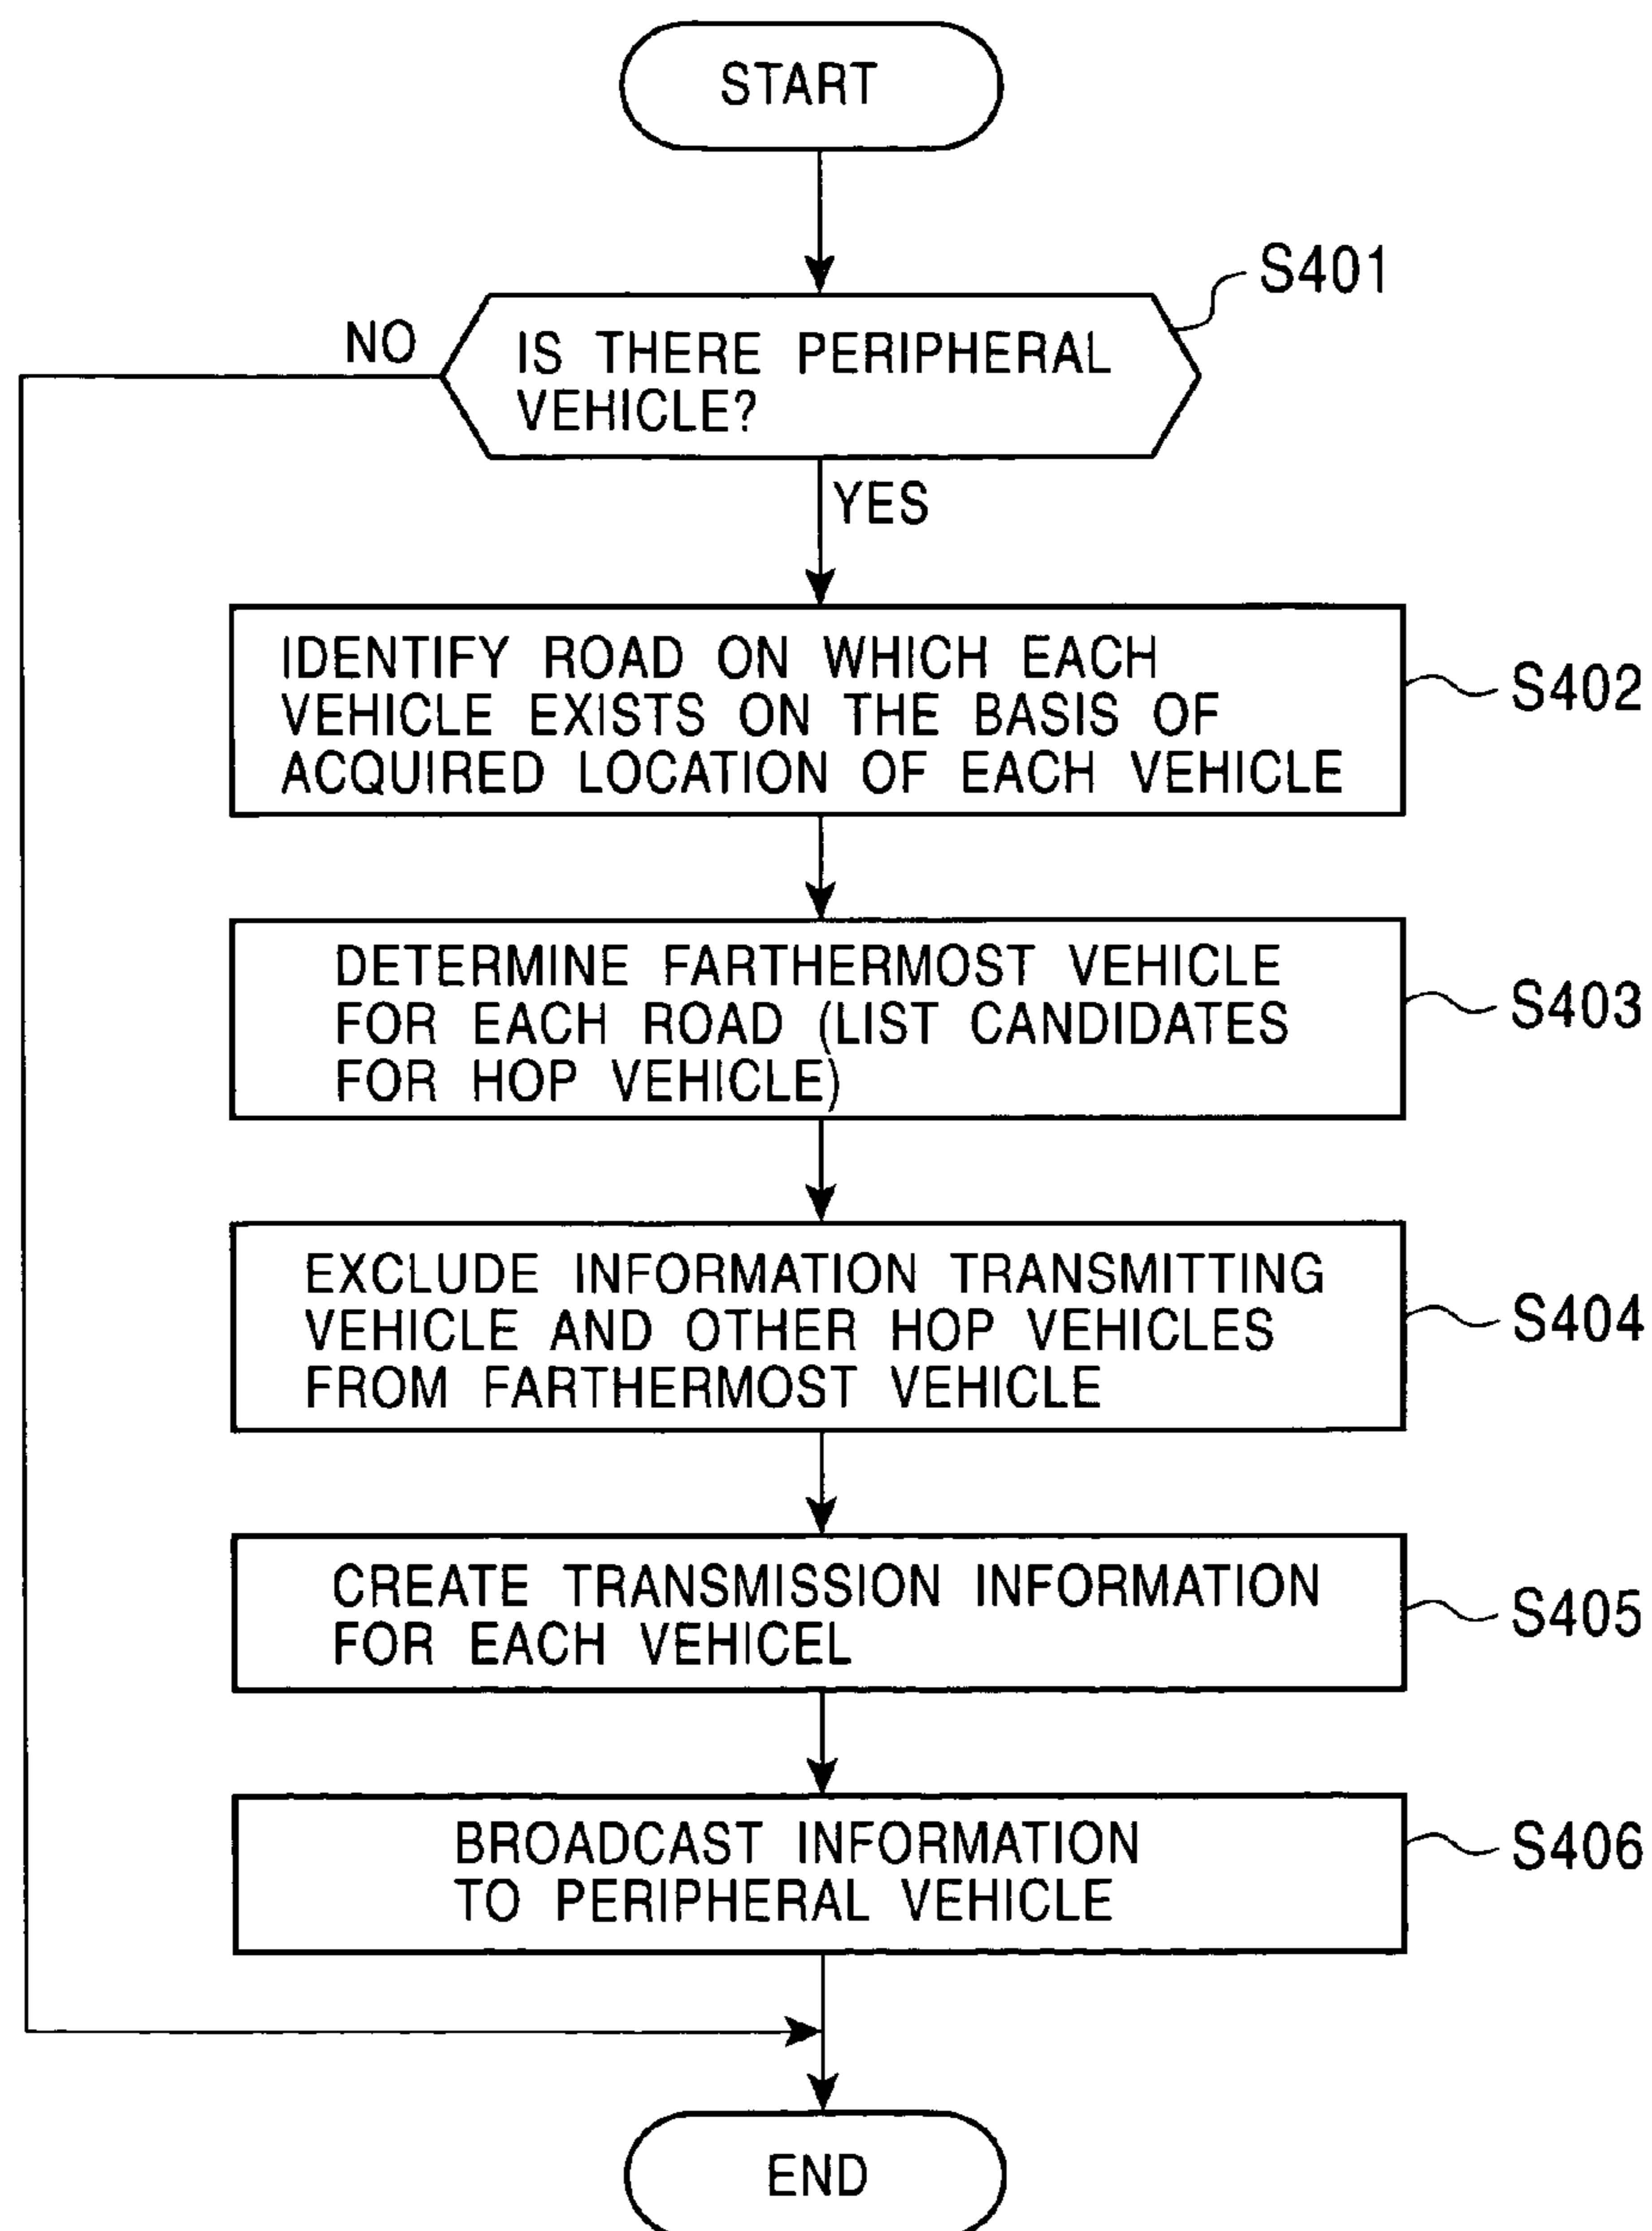 START
S401
NO
IS THERE PERIPHERAL
VEHICLE?
YES
IDENTIFY ROAD ON WHICH EACH
VEHICLE EXISTS ON THE BASIS OF
ACQUIRED LOCATION OF EACH VEHICLE
S402
DETERMINE FARTHERMOST VEHICLE
FOR EACH ROAD (LIST CANDIDATES
FOR HOP VEHICLE)
S403
EXCLUDE INFORMATION TRANSMITTING
VEHICLE AND OTHER HOP VEHICLES
FROM FARTHERMOST VEHICLE
S404
CREATE TRANSMISSION INFORMATION
FOR EACH VEHICEL
S405
BROADCAST INFORMATION
TO PERIPHERAL VEHICLE
S406
END